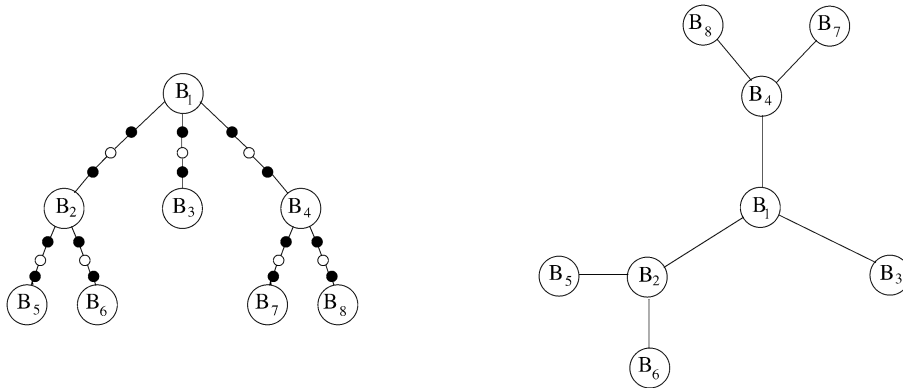 B₈ B₇
B₁ B₄
B₂ B₃ B₄ B₁
B₅ B₆ B₇ B₈ B₅ B₂ B₃
B₆